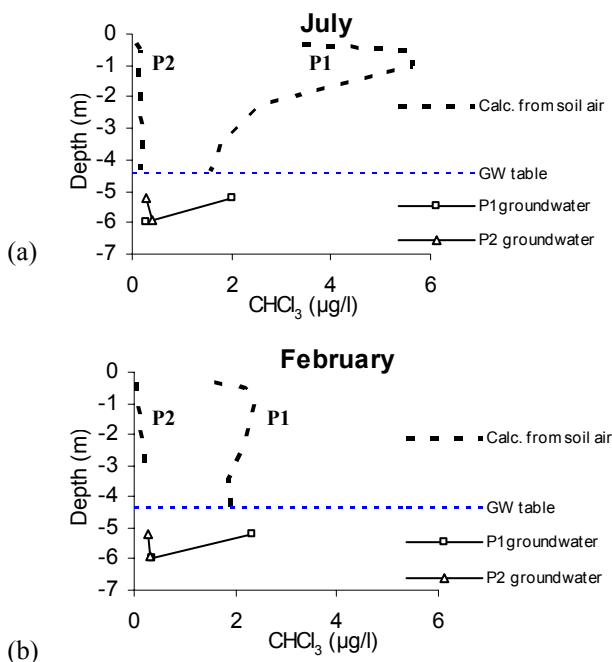 July
0
-1
-2
-3
-4
-5
-6
-7
Depth (m)
P2
P1
Calc. from soil air
GW table
P1groundwater
P2 groundwater
0 2 4 6
CHCl3 (µg/l)
(a)
February
0
-1
-2
-3
-4
-5
-6
-7
Depth (m)
P2
P1
Calc. from soil air
GW table
P1groundwater
P2 groundwater
0 2 4 6
CHCl3 (µg/l)
(b)